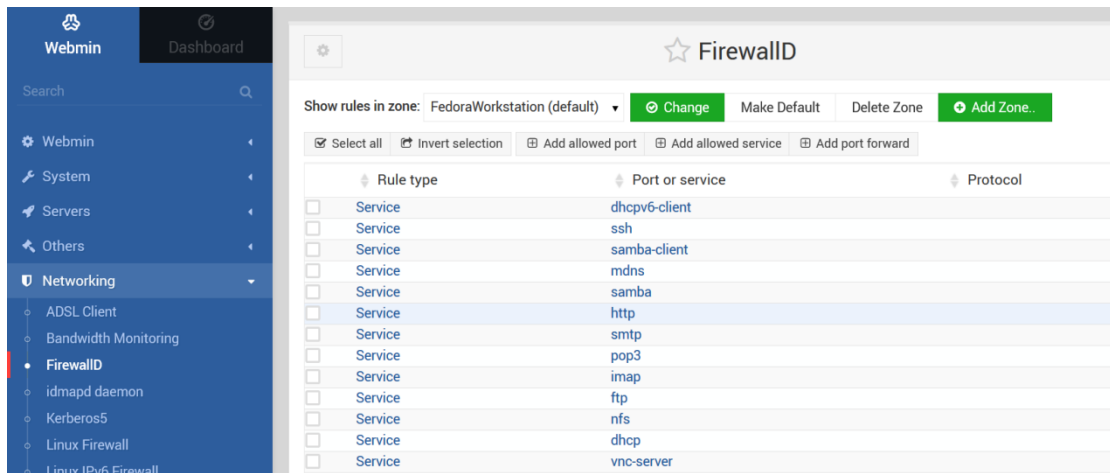 Webmin
Dashboard
Search
Webmin
System
Servers
Others
Networking
ADSL Client
Bandwidth Monitoring
FirewallD
idmapd daemon
Kerberos5
Linux Firewall
Linux IPv6 Firewall
FirewallD
Show rules in zone: FedoraWorkstation (default) Change Make Default Delete Zone Add Zone..
Select all Invert selection Add allowed port Add allowed service Add port forward
Rule type Port or service Protocol
Service dhcpv6-client
Service ssh
Service samba-client
Service mdns
Service samba
Service http
Service smtp
Service pop3
Service imap
Service ftp
Service nfs
Service dhcp
Service vnc-server